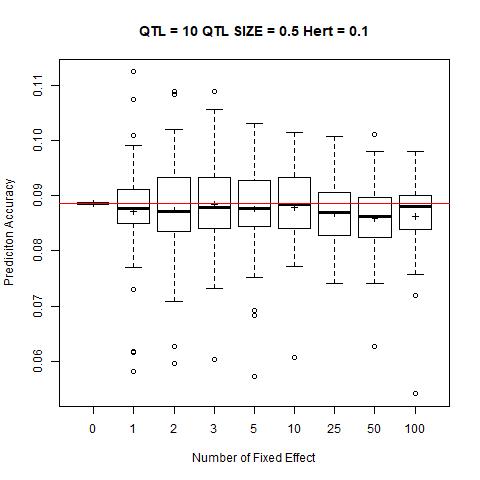 QTL = 10 QTL SIZE = 0.5 Hert = 0.1
0.11
0.10
0.09
0.08
0.07
0.06
Prediciton Accuracy
0 1 2 3 5 10 25 50 100
Number of Fixed Effect